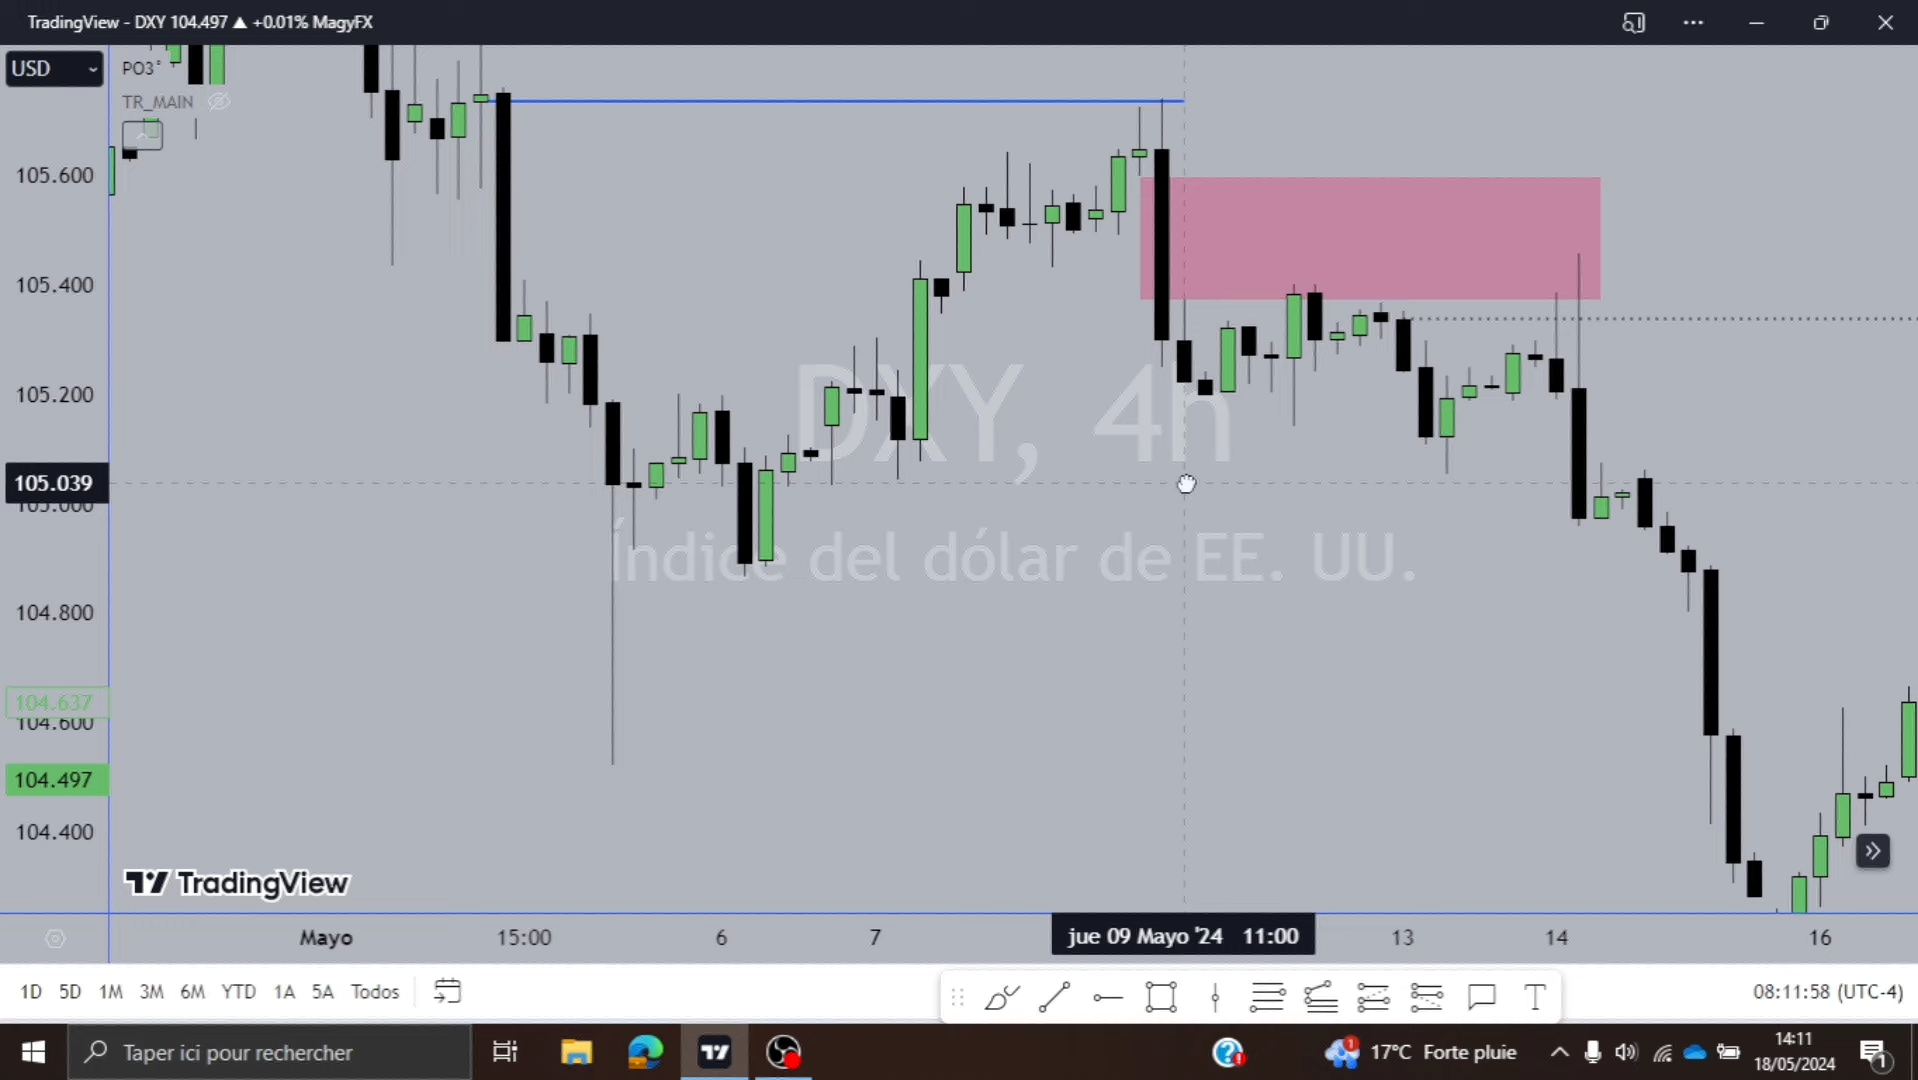 TradingView - DXY 104.497 ▲ +0.01% MagyFX
USD
PO3°
TR_MAIN
105.600
105.400
105.200
105.039
105.000
104.800
104.637
104.600
104.497
104.400
DXY, 4h
Índice del dólar de EE. UU.
TradingView
Mayo 15:00 6 7 jue 09 Mayo '24 11:00 13 14 16
1D 5D 1M 3M 6M YTD 1A 5A Todos
T
08:11:58 (UTC-4)
Taper ici pour rechercher
1
17°C Forte pluie
14:11
18/05/2024
1